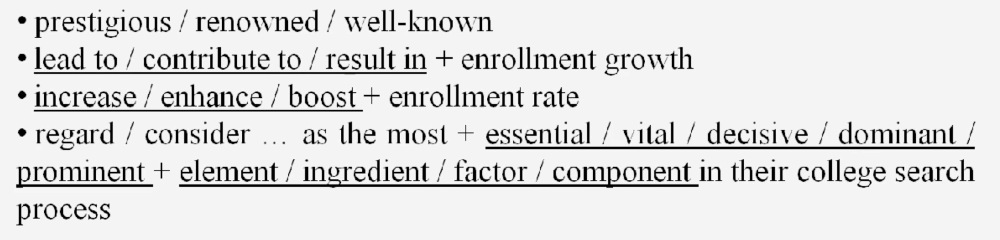 • prestigious / renowned / well-known
• lead to / contribute to / result in + enrollment growth
• increase / enhance / boost + enrollment rate
• regard / consider … as the most + essential / vital / decisive / dominant /
prominent + element / ingredient / factor / component in their college search
process